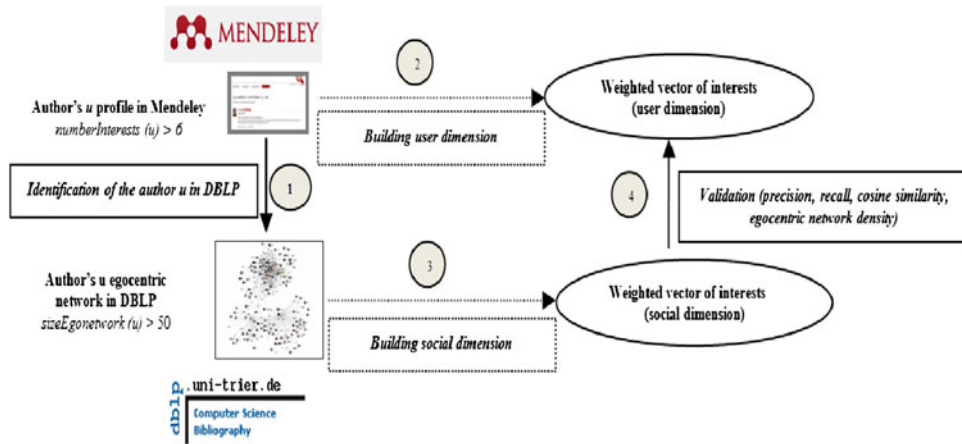 MENDELEY
Author's u profile in Mendeley
numberInterests (u) > 6
2
Building user dimension
Weighted vector of interests
(user dimension)
Identification of the author u in DBLP
1
4
Validation (precision, recall, cosine similarity,
egocentric network density)
Author's u egocentric
network in DBLP
sizeEgonetwork (u) > 50
3
Building social dimension
Weighted vector of interests
(social dimension)
dblp
.uni-trier.de
Computer Science
Bibliography